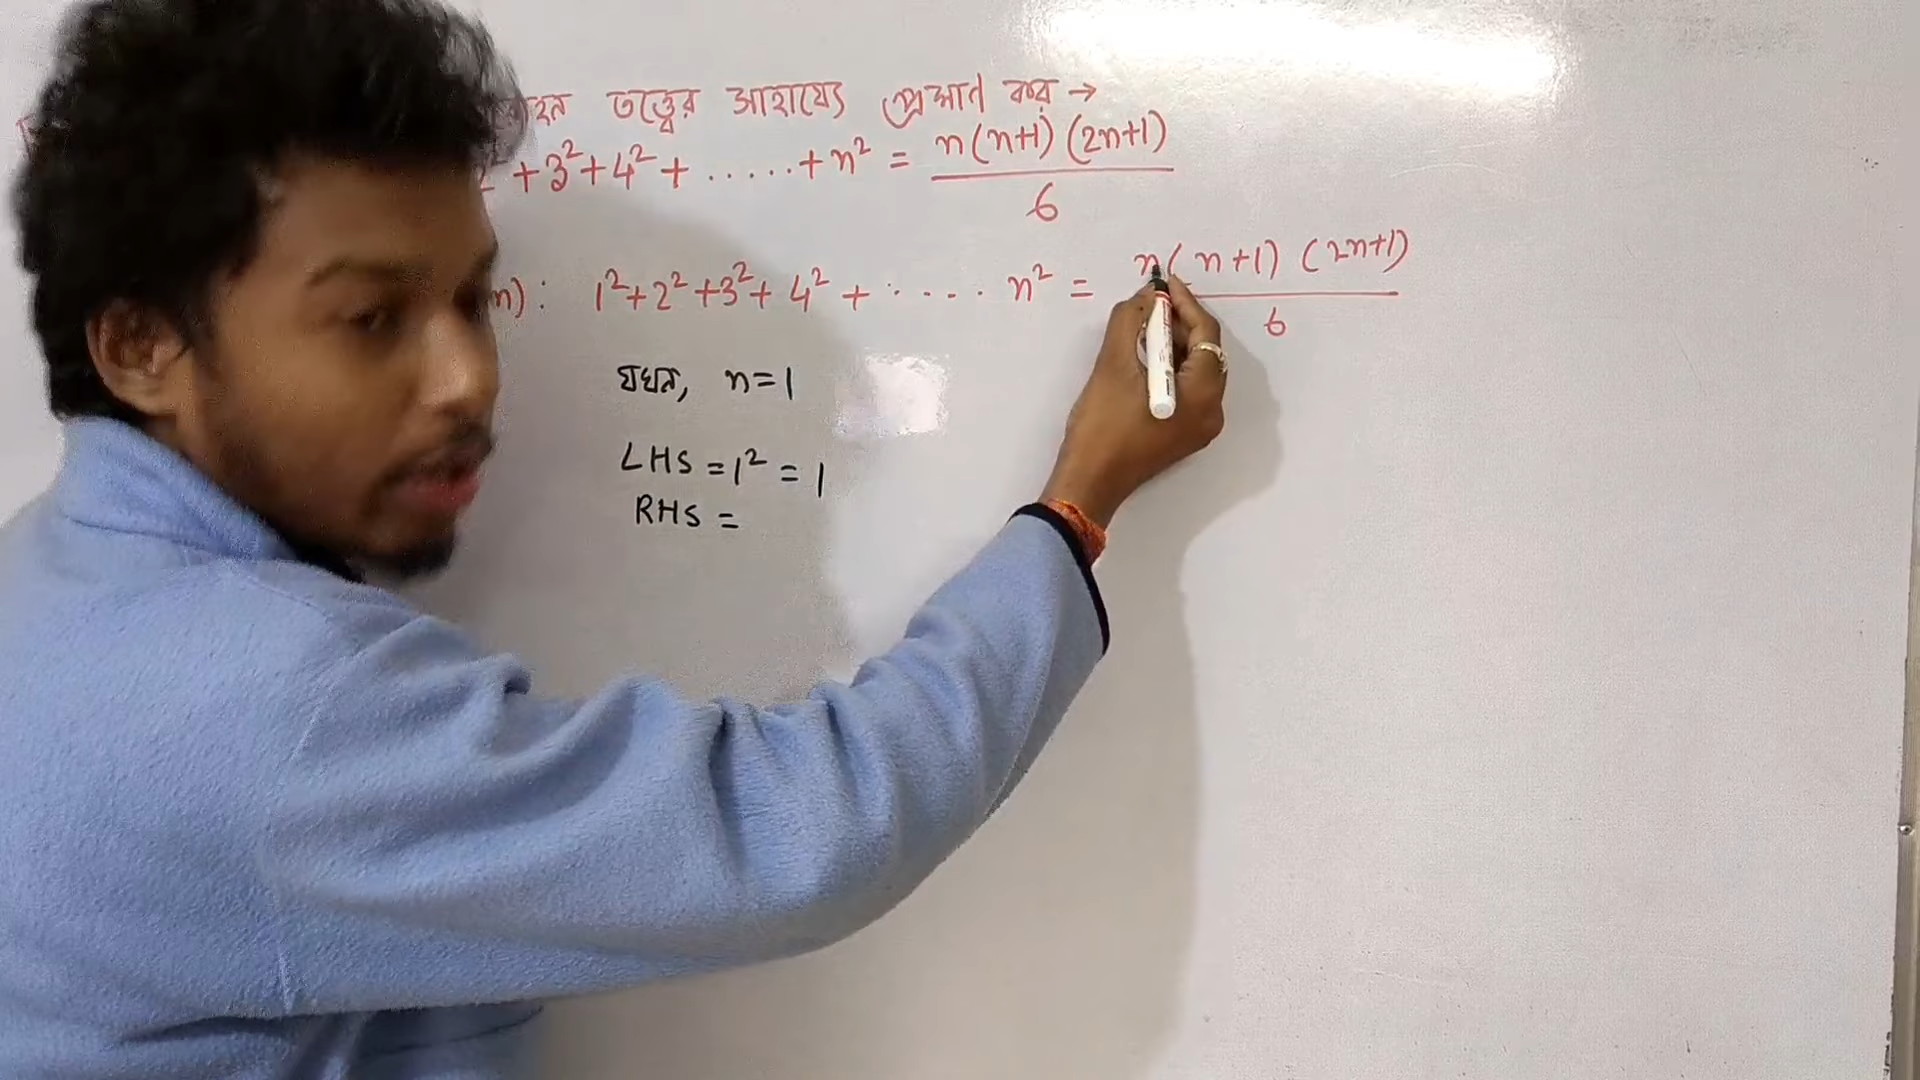 তত্ত্বের সাহায্যে প্রমাণ কর →
2² + 3² + 4² + ..... + n² = n(n+1)(2n+1) / 6
n) : 1² + 2² + 3² + 4² + ..... n² = n(n+1)(2n+1) / 6
যখন, n=1
LHS = 1² = 1
RHS =